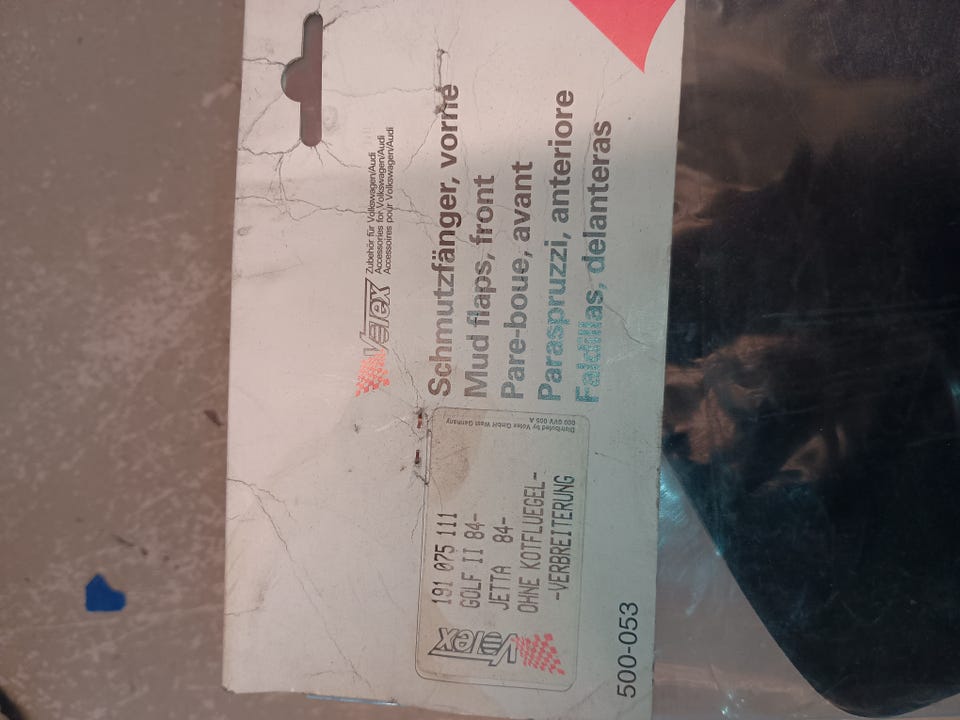 Votex
Zubehör für Volkswagen/Audi
Accessories for Volkswagen/Audi
Accessoires pour Volkswagen/Audi
Schmutzfänger, vorne
Mud flaps, front
Pare-boue, avant
Paraspruzzi, anteriore
Faldillas, delanteras
Votex
191 075 111
GOLF II 84-
JETTA 84-
OHNE KOTFLUEGEL-
-VERBREITERUNG
Distributed by Votex GmbH West Germany
000 GVV 005 A
500-053